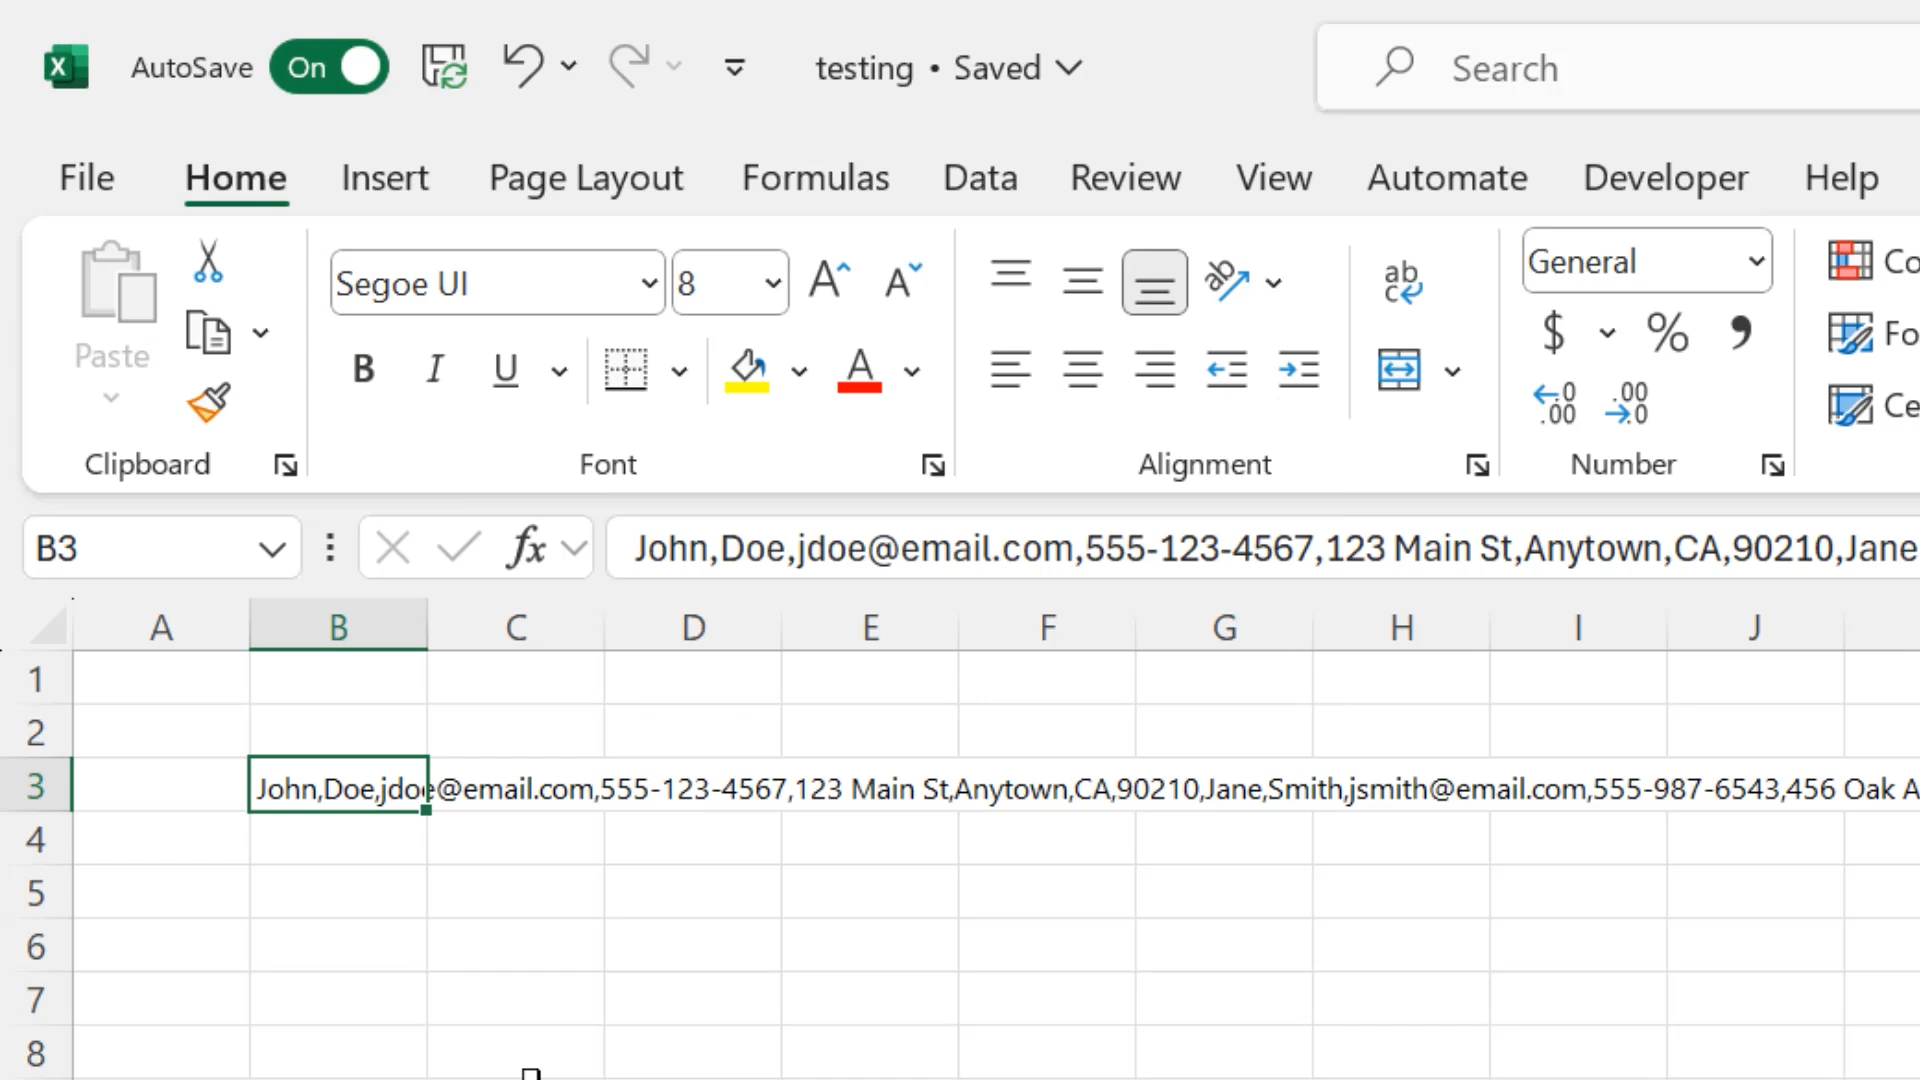 AutoSave On testing • Saved Search
File Home Insert Page Layout Formulas Data Review View Automate Developer Help
Paste
Segoe UI 8
B I U A
ab
General
$ % ,
Clipboard Font Alignment Number
B3 fx John,Doe,jdoe@email.com,555-123-4567,123 Main St,Anytown,CA,90210,Jane
A B C D E F G H I J
1
2
3 John,Doe,jdoe@email.com,555-123-4567,123 Main St,Anytown,CA,90210,Jane,Smith,jsmith@email.com,555-987-6543,456 Oak A
4
5
6
7
8